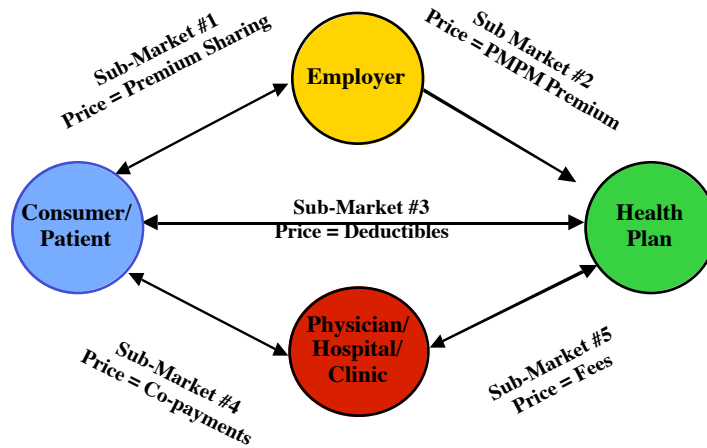 Sub-Market #1
Price = Premium Sharing
Employer
Sub Market #2
Price = PMPM Premium
Consumer/
Patient
Sub-Market #3
Price = Deductibles
Health
Plan
Physician/
Hospital/
Clinic
Sub-Market #4
Price = Co-payments
Sub-Market #5
Price = Fees